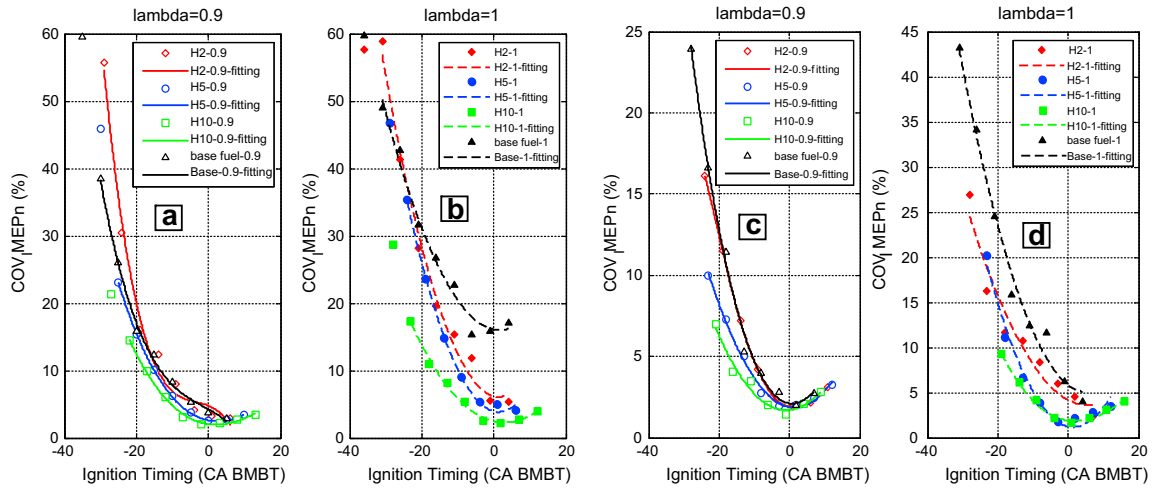 lambda=0.9
60
50
40
30
20
10
0
-40
-20
0
20
COV_IMEPn (%)
Ignition Timing (CA BMBT)
H2-0.9
H2-0.9-fitting
H5-0.9
H5-0.9-fitting
H10-0.9
H10-0.9-fitting
base fuel-0.9
Base-0.9-fitting
a
lambda=1
60
50
40
30
20
10
0
-40
-20
0
20
COV_IMEPn (%)
Ignition Timing (CA BMBT)
H2-1
H2-1-fitting
H5-1
H5-1-fitting
H10-1
H10-1-fitting
base fuel-1
Base-1-fitting
b
lambda=0.9
25
20
15
10
5
0
-40
-20
0
20
COV_IMEPn (%)
Ignition Timing (CA BMBT)
H2-0.9
H2-0.9-fitting
H5-0.9
H5-0.9-fitting
H10-0.9
H10-0.9-fitting
base fuel-0.9
Base-0.9-fitting
c
lambda=1
45
40
35
30
25
20
15
10
5
0
-40
-20
0
20
COV_IMEPn (%)
Ignition Timing (CA BMBT)
H2-1
H2-1-fitting
H5-1
H5-1-fitting
H10-1
H10-1-fitting
base fuel-1
Base-1-fitting
d